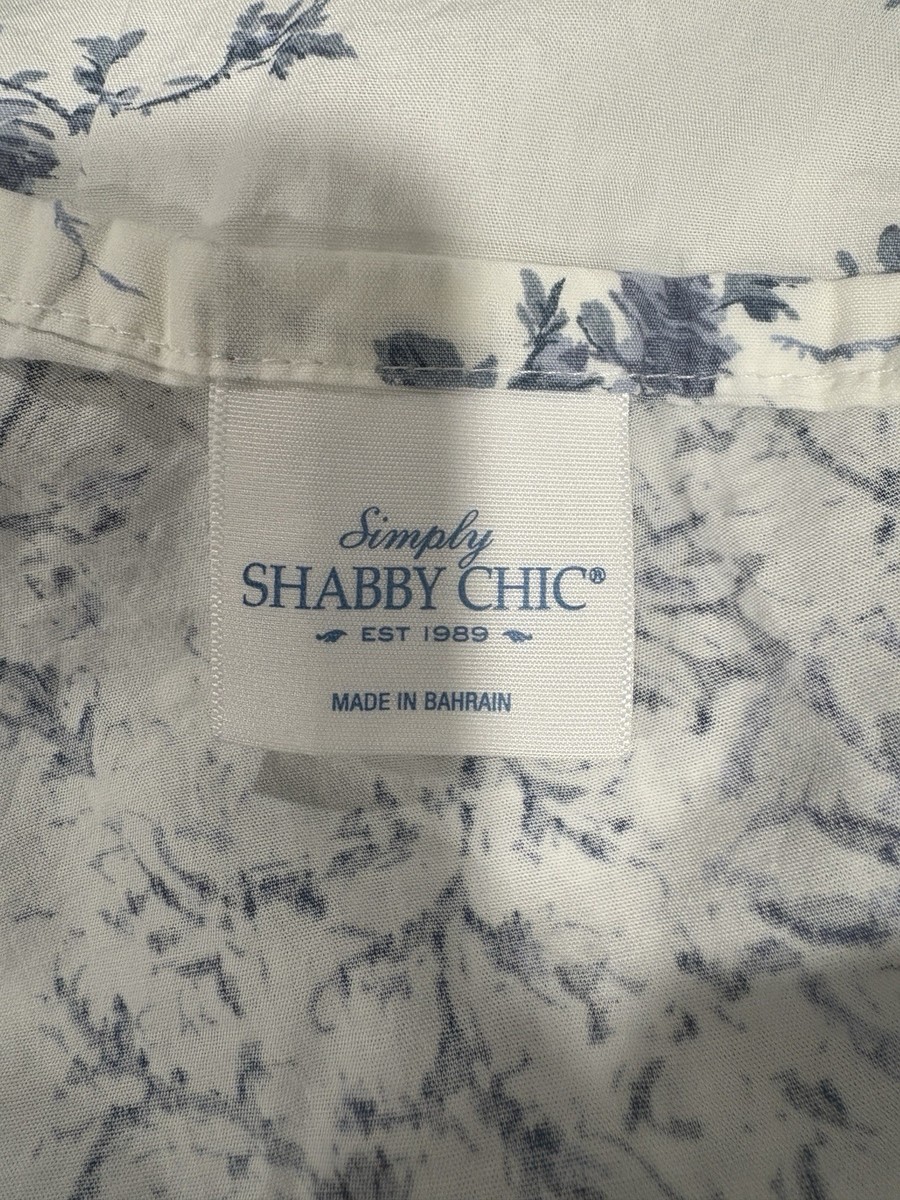 Simply
SHABBY CHIC®
EST 1989
MADE IN BAHRAIN